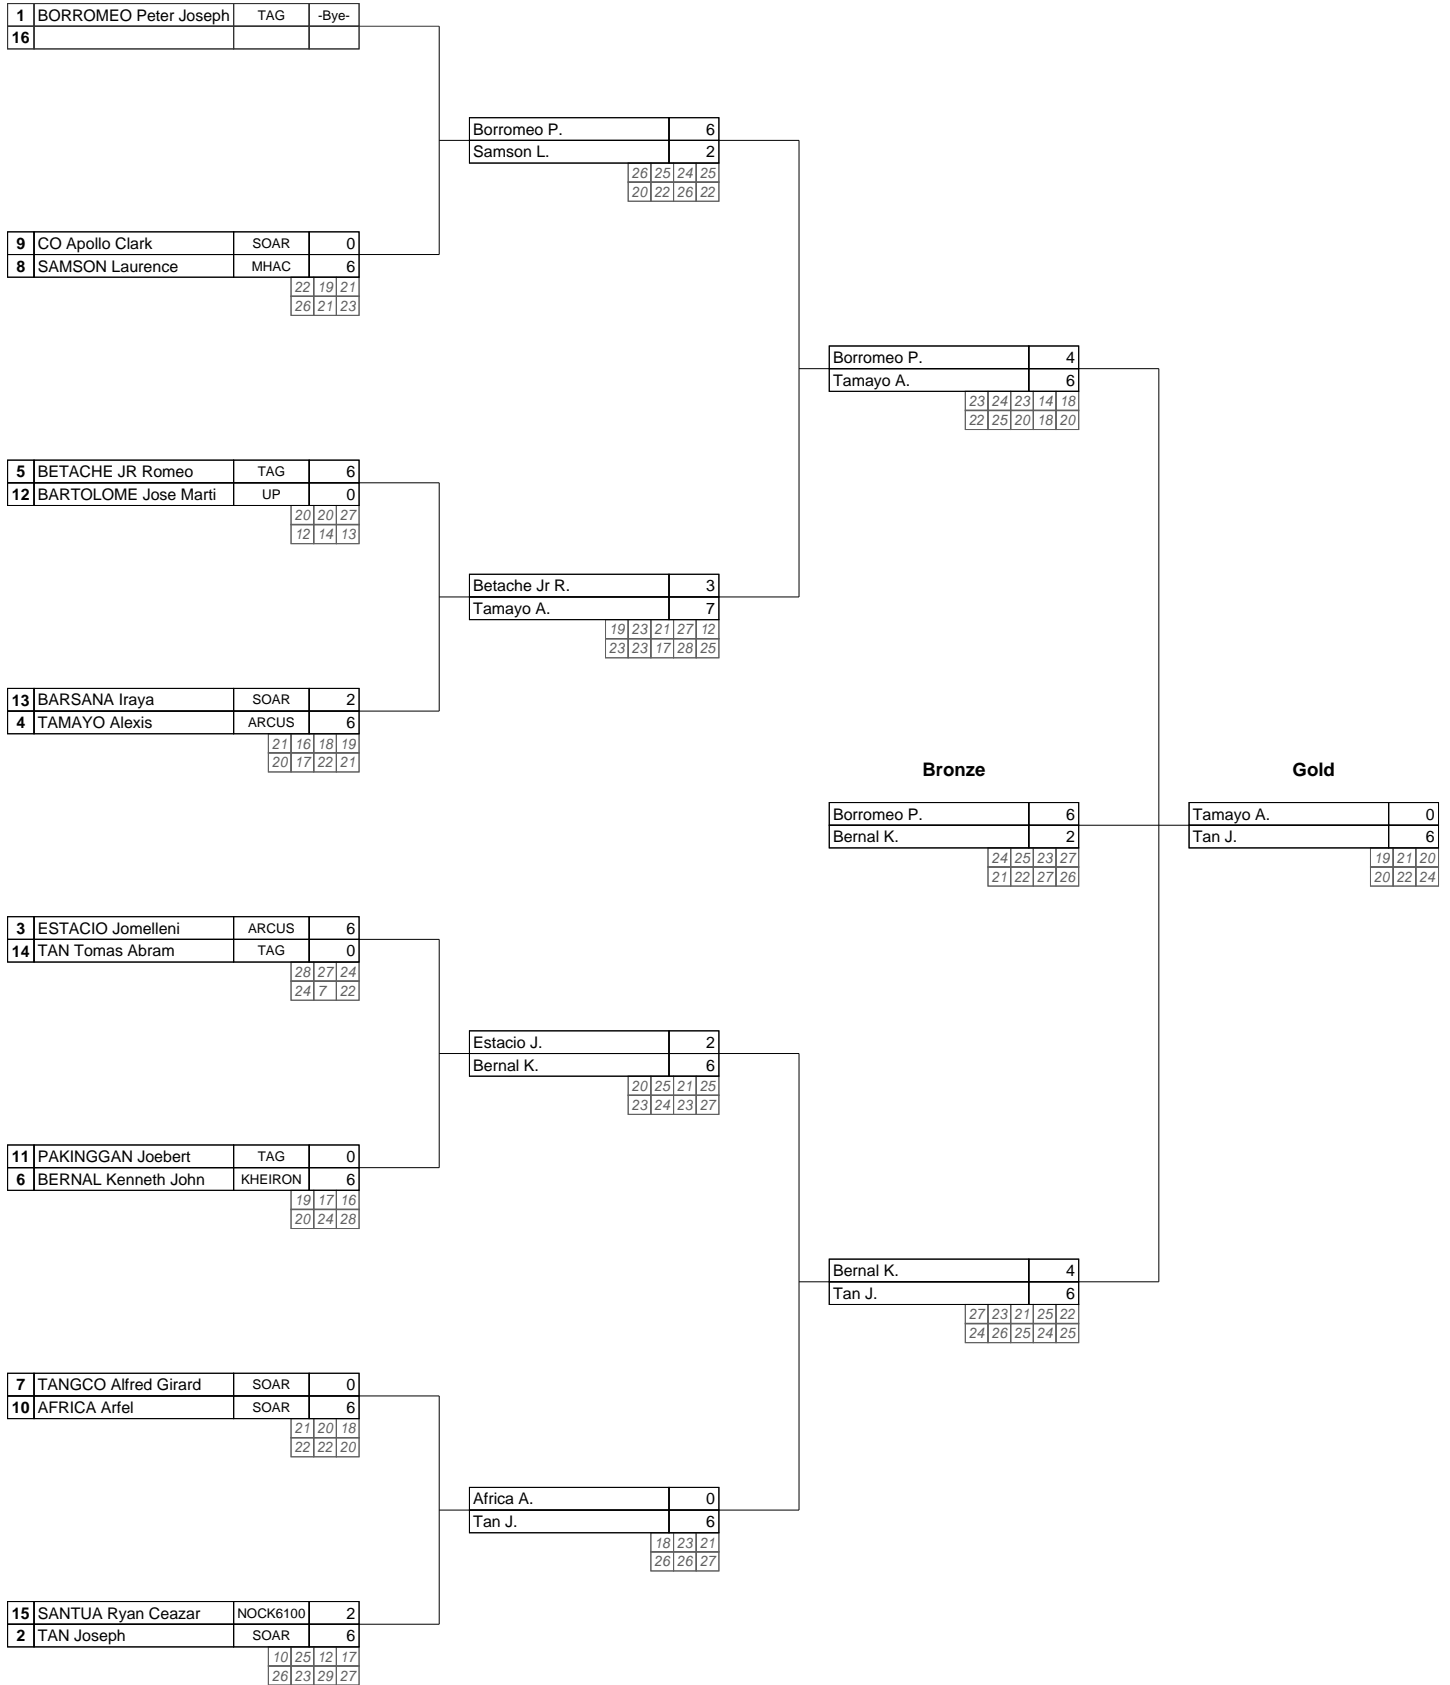 1 BORROMEO Peter Joseph TAG -Bye-
16
Borromeo P. 6
Samson L. 2
26 25 24 25
20 22 26 22
9 CO Apollo Clark SOAR 0
8 SAMSON Laurence MHAC 6
22 19 21
26 21 23
Borromeo P. 4
Tamayo A. 6
23 24 23 14 18
22 25 20 18 20
5 BETACHE JR Romeo TAG 6
12 BARTOLOME Jose Marti UP 0
20 20 27
12 14 13
Betache Jr R. 3
Tamayo A. 7
19 23 21 27 12
23 23 17 28 25
13 BARSANA Iraya SOAR 2
4 TAMAYO Alexis ARCUS 6
21 16 18 19
20 17 22 21
Bronze
Gold
Borromeo P. 6
Bernal K. 2
24 25 23 27
21 22 27 26
Tamayo A. 0
Tan J. 6
19 21 20
20 22 24
3 ESTACIO Jomelleni ARCUS 6
14 TAN Tomas Abram TAG 0
28 27 24
24 7 22
Estacio J. 2
Bernal K. 6
20 25 21 25
23 24 23 27
11 PAKINGGAN Joebert TAG 0
6 BERNAL Kenneth John KHEIRON 6
19 17 16
20 24 28
Bernal K. 4
Tan J. 6
27 23 21 25 22
24 26 25 24 25
7 TANGCO Alfred Girard SOAR 0
10 AFRICA Arfel SOAR 6
21 20 18
22 22 20
Africa A. 0
Tan J. 6
18 23 21
26 26 27
15 SANTUA Ryan Ceazar NOCK6100 2
2 TAN Joseph SOAR 6
10 25 12 17
26 23 29 27